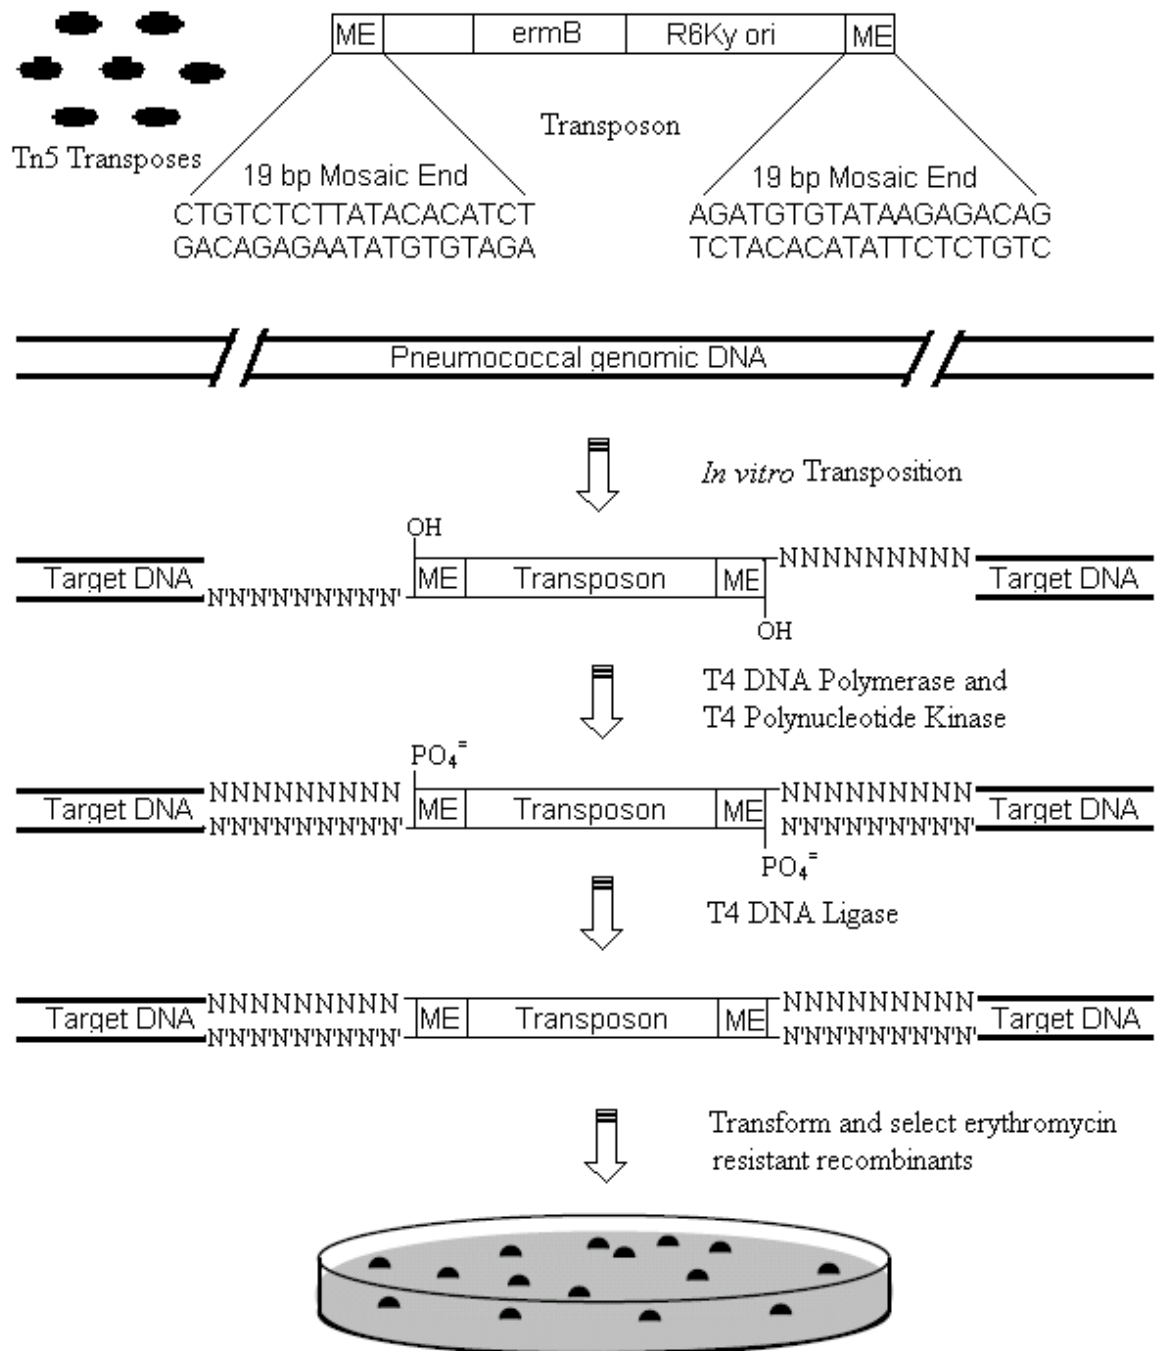 ME ermB R6Kγ ori ME
Transposon
Tn5 Transposes
19 bp Mosaic End 19 bp Mosaic End
CTGTCTCTTATACACATCT AGATGTGTATAAGAGACAG
GACAGAGAATATGTGTAGA TCTACACATATTCTCTGTC
Pneumococcal genomic DNA
In vitro Transposition
OH
Target DNA ME Transposon ME NNNNNNNNN Target DNA
N'N'N'N'N'N'N'N'N'
OH
T4 DNA Polymerase and
T4 Polynucleotide Kinase
PO₄⁼
NNNNNNNNN NNNNNNNNN
Target DNA ME Transposon ME Target DNA
N'N'N'N'N'N'N'N'N' N'N'N'N'N'N'N'N'N'
PO₄⁼
T4 DNA Ligase
NNNNNNNNN NNNNNNNNN
Target DNA ME Transposon ME Target DNA
N'N'N'N'N'N'N'N'N' N'N'N'N'N'N'N'N'N'
Transform and select erythromycin
resistant recombinants